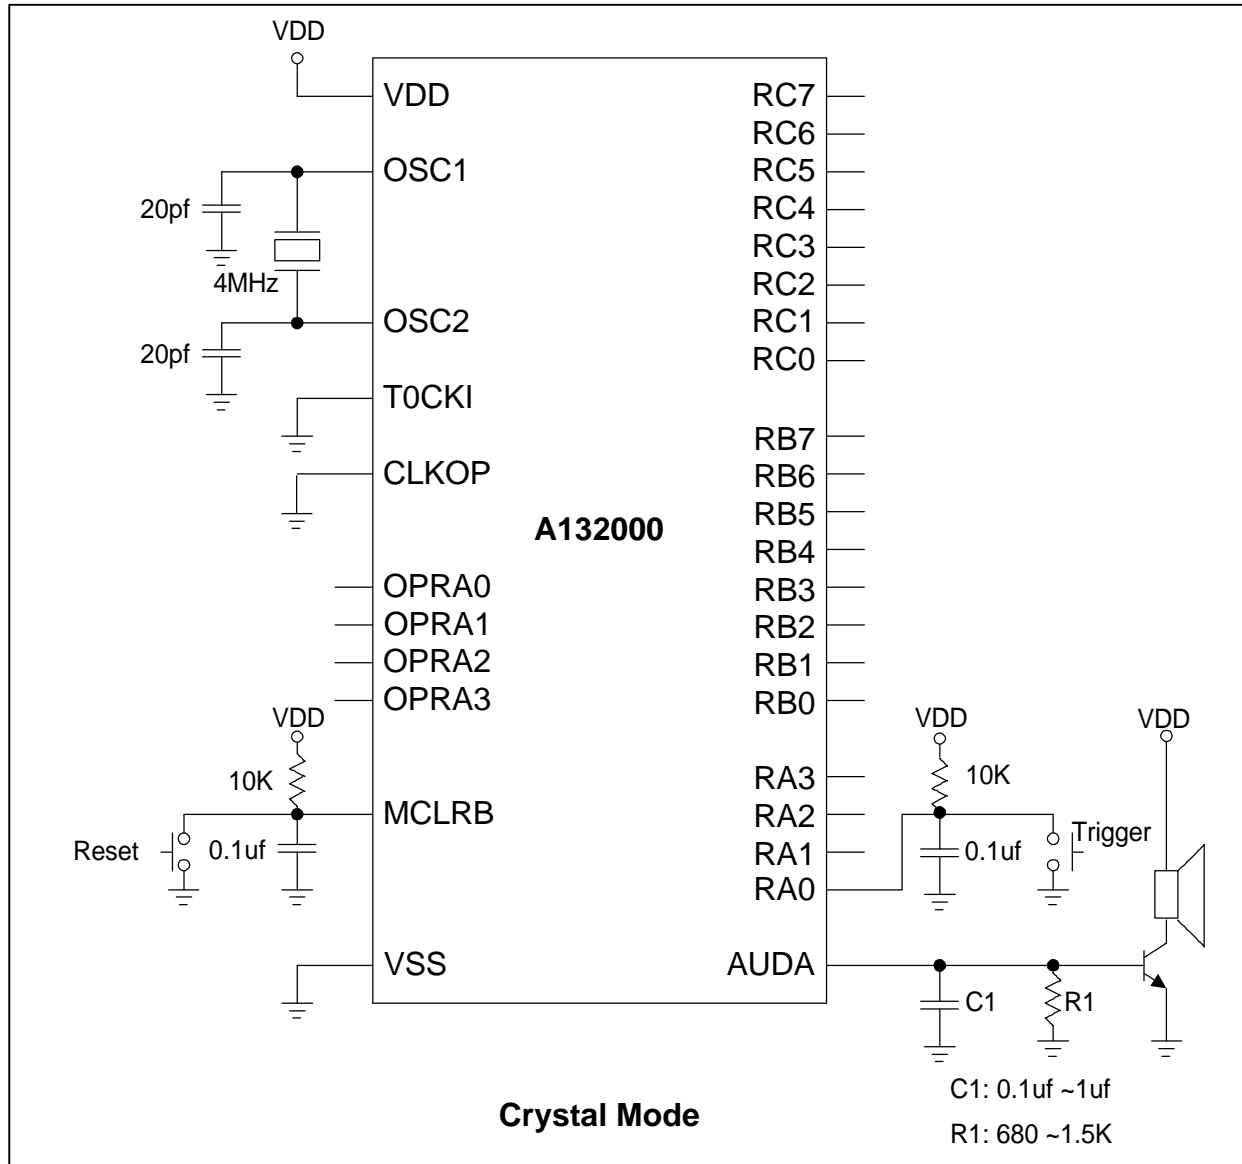 VDD
VDD
OSC1
20pf
4MHz
OSC2
20pf
T0CKI
CLKOP
OPRA0
OPRA1
OPRA2
OPRA3
VDD
10K
MCLRB
Reset
0.1uf
VSS
A132000
RC7
RC6
RC5
RC4
RC3
RC2
RC1
RC0
RB7
RB6
RB5
RB4
RB3
RB2
RB1
RB0
RA3
RA2
RA1
RA0
AUDA
VDD
10K
0.1uf
Trigger
VDD
C1
R1
C1: 0.1uf ~1uf
R1: 680 ~1.5K
Crystal Mode